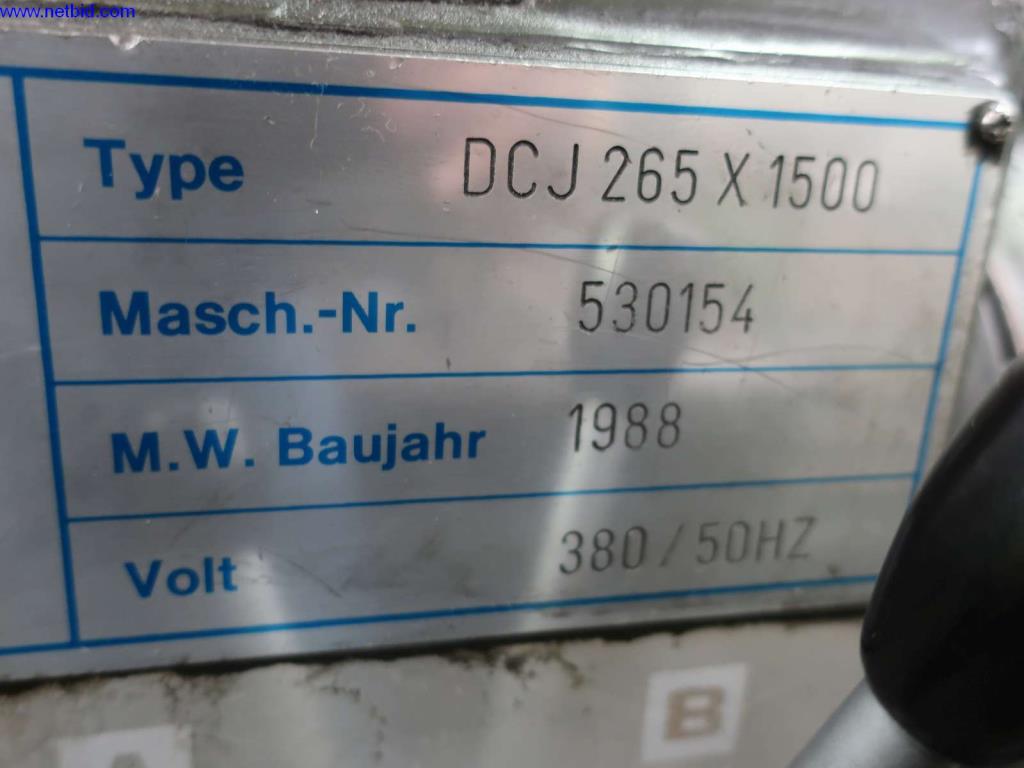 www.netbid.com
Type DCJ 265 X 1500
Masch.-Nr. 530154
M.W. Baujahr 1988
Volt 380 / 50HZ
A B